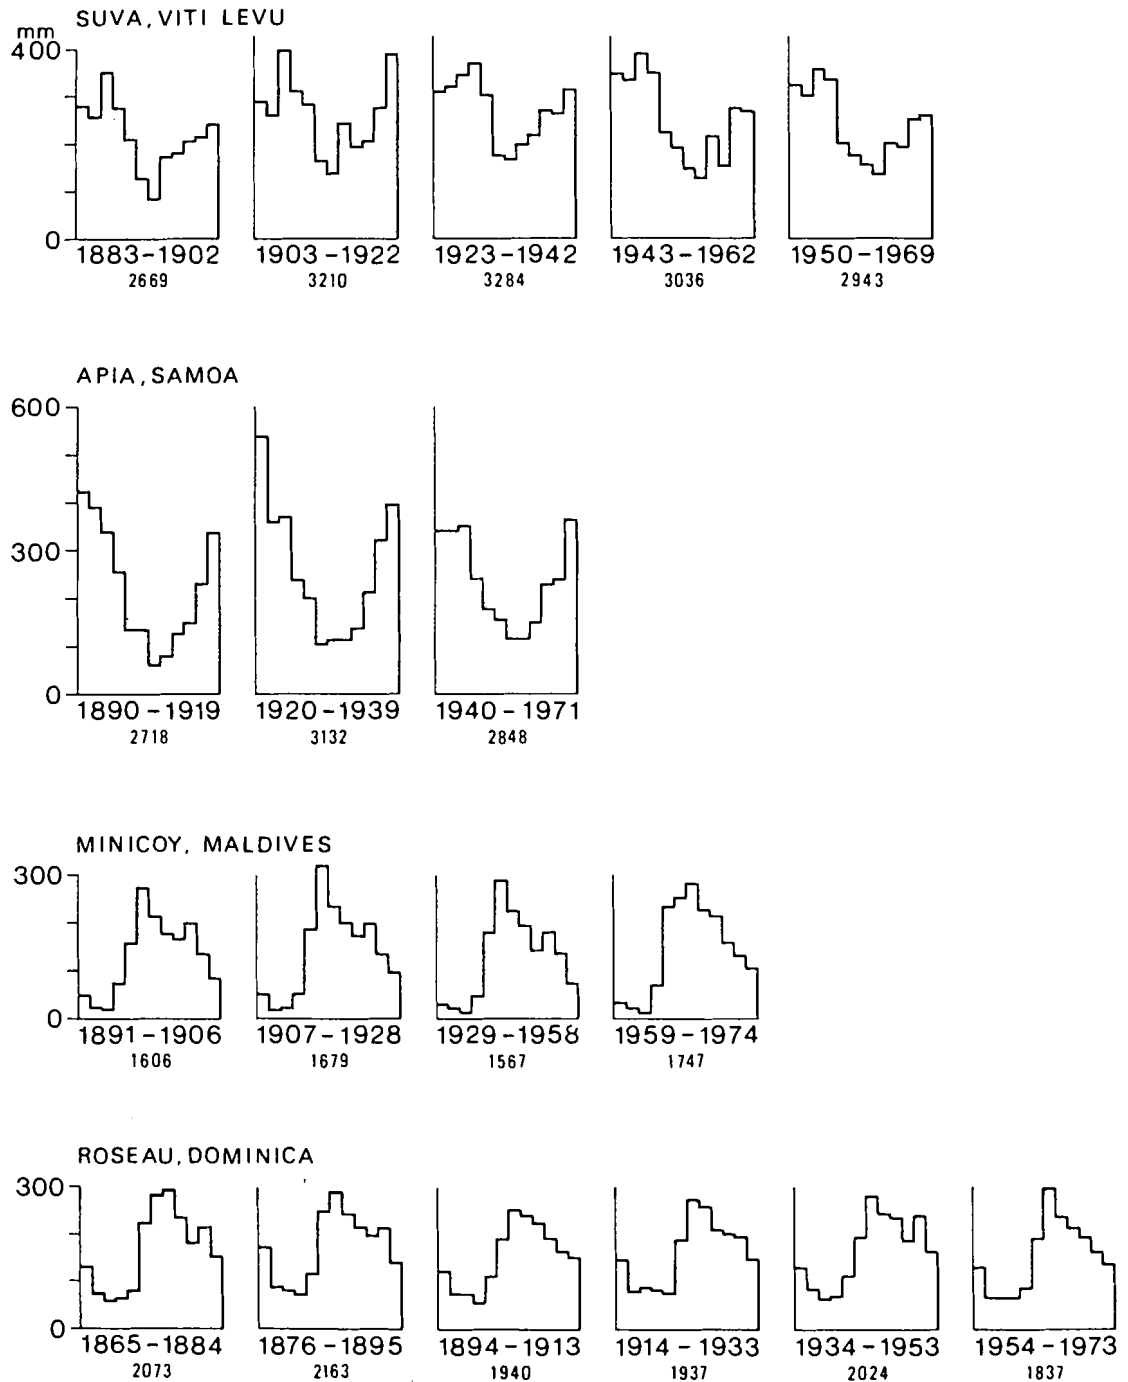 SUVA, VITI LEVU
mm
400
0
1883-1902 1903-1922 1923-1942 1943-1962 1950-1969
2669 3210 3284 3036 2943
APIA, SAMOA
600
300
0
1890-1919 1920-1939 1940-1971
2718 3132 2848
MINICOY, MALDIVES
300
0
1891-1906 1907-1928 1929-1958 1959-1974
1606 1679 1567 1747
ROSEAU, DOMINICA
300
0
1865-1884 1876-1895 1894-1913 1914-1933 1934-1953 1954-1973
2073 2163 1940 1937 2024 1837